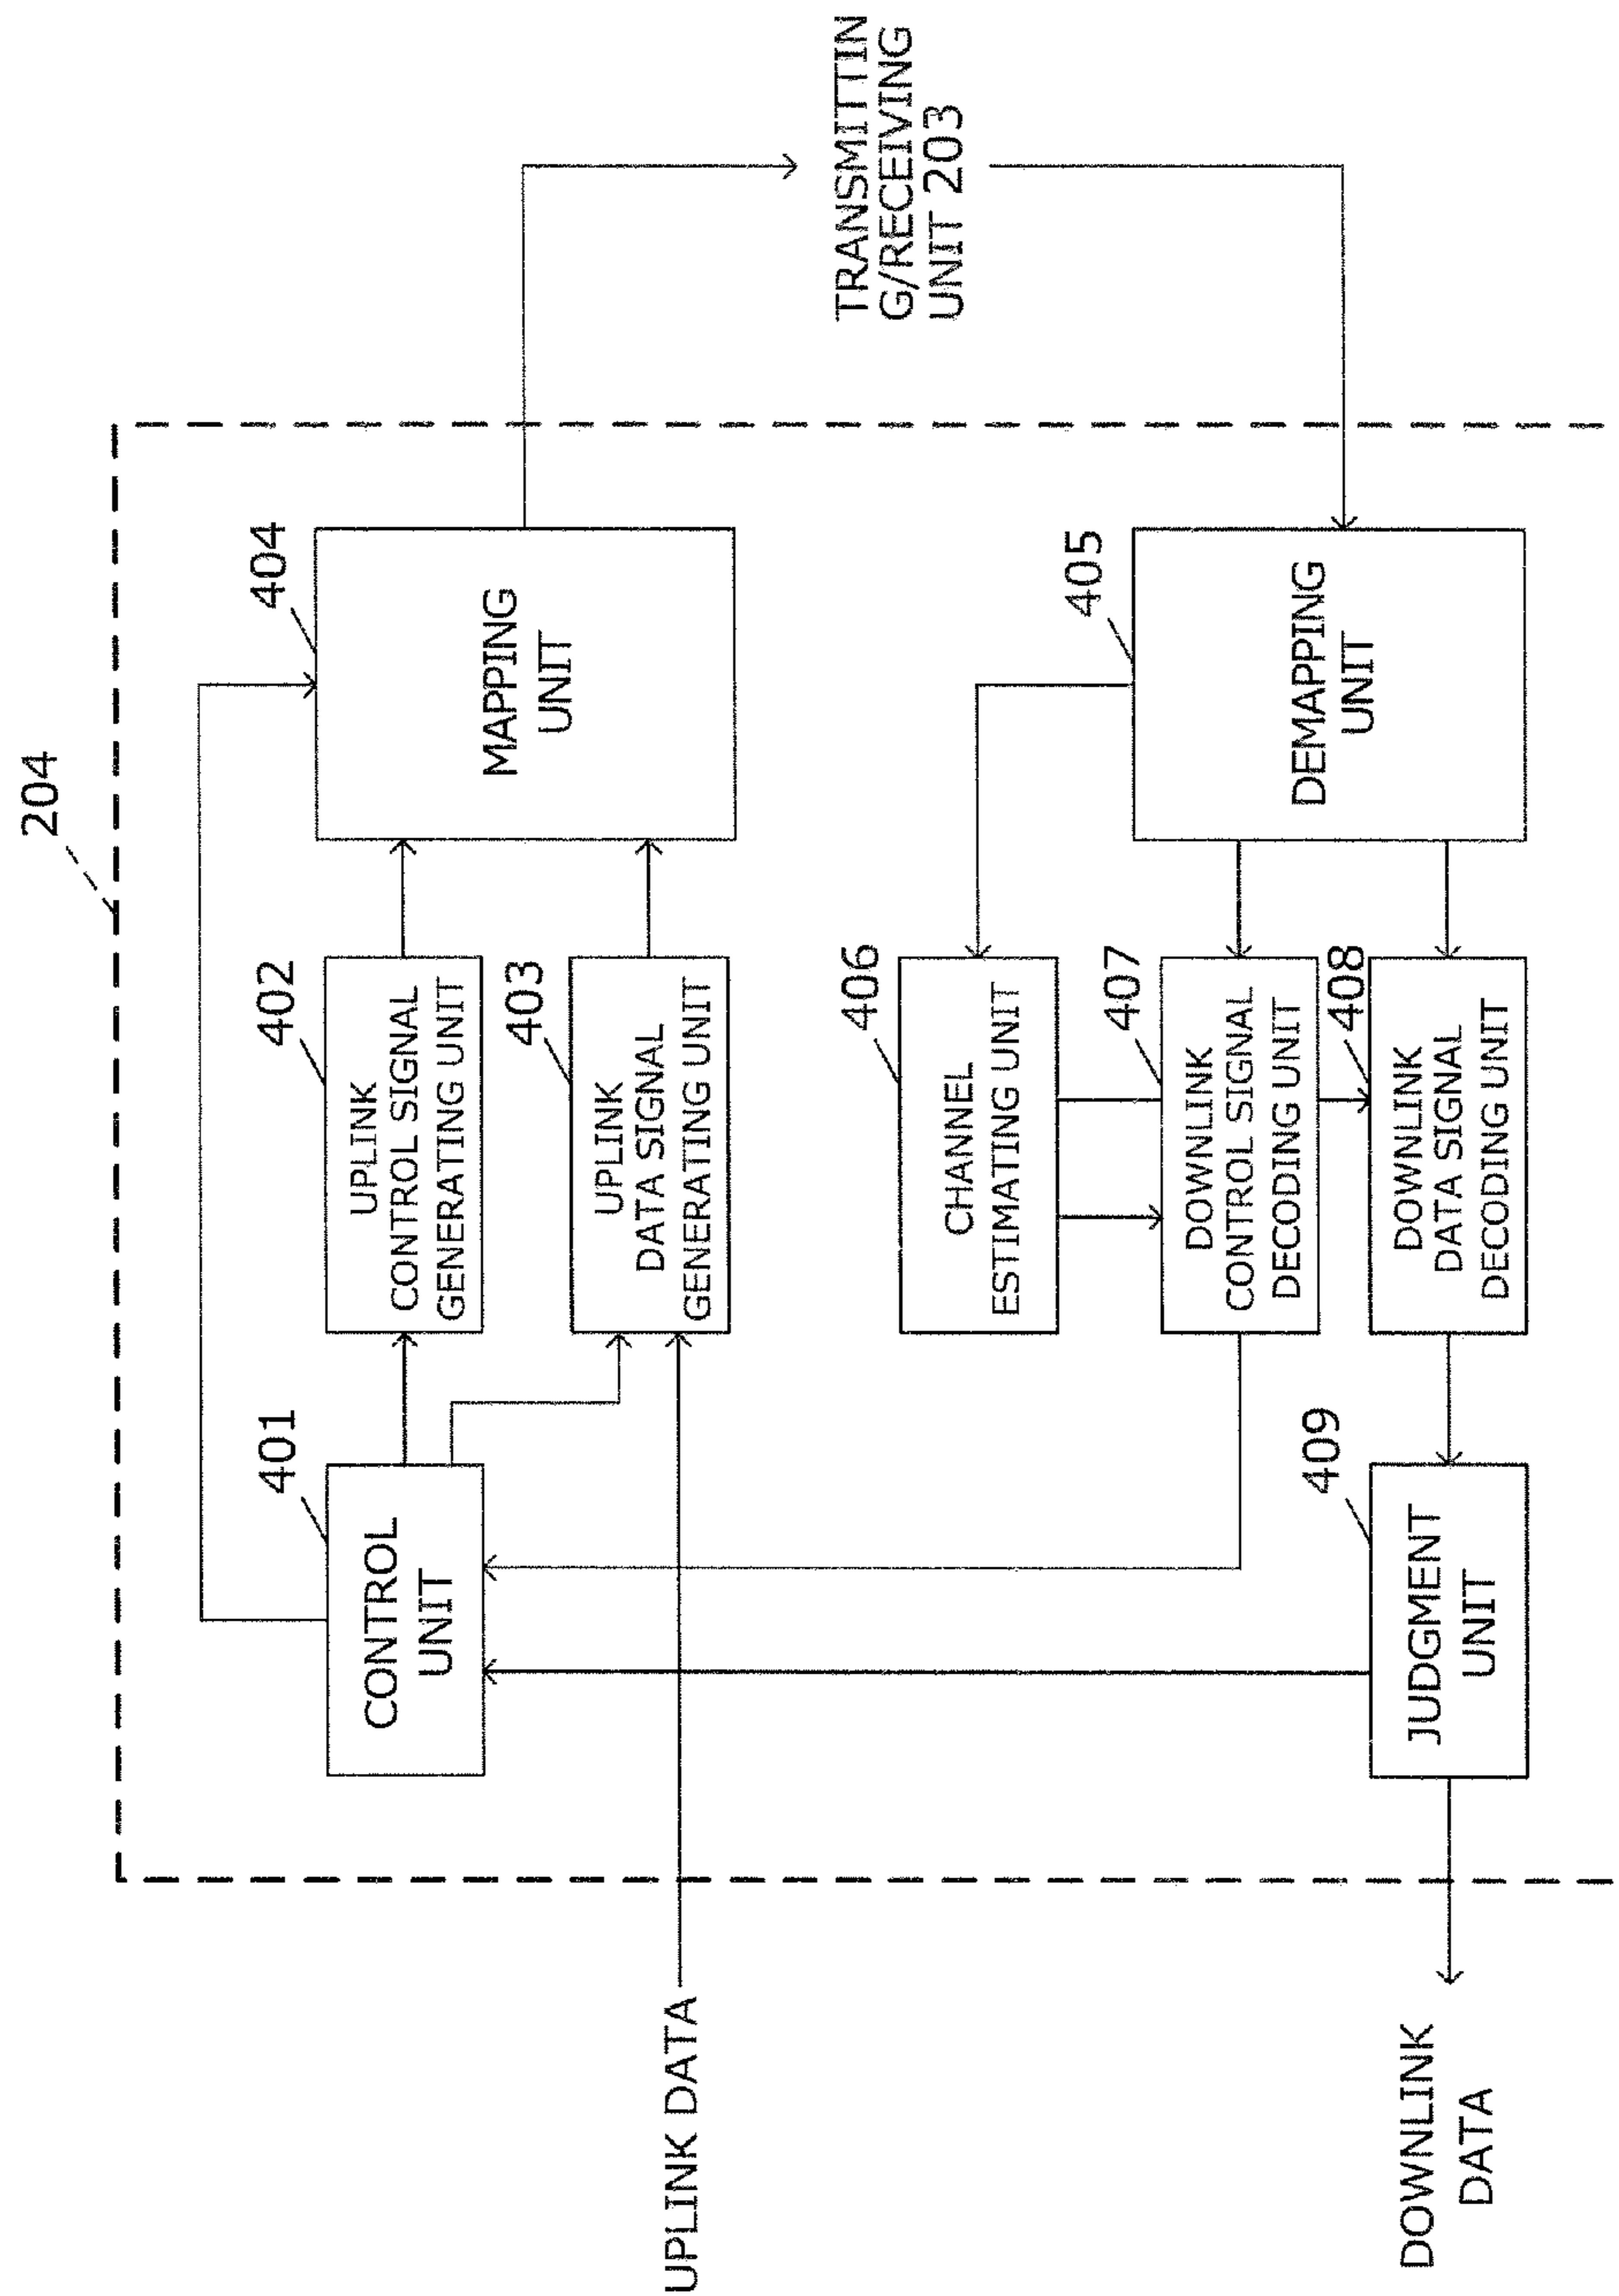 204
401
CONTROL
UNIT
402
UPLINK
CONTROL SIGNAL
GENERATING UNIT
404
MAPPING
UNIT
403
UPLINK
DATA SIGNAL
GENERATING UNIT
UPLINK DATA
TRANSMITTIN
G/RECEIVING
UNIT 203
406
CHANNEL
ESTIMATING UNIT
405
DEMAPPING
UNIT
407
DOWNLINK
CONTROL SIGNAL
DECODING UNIT
409
JUDGMENT
UNIT
408
DOWNLINK
DATA SIGNAL
DECODING UNIT
DOWNLINK
DATA